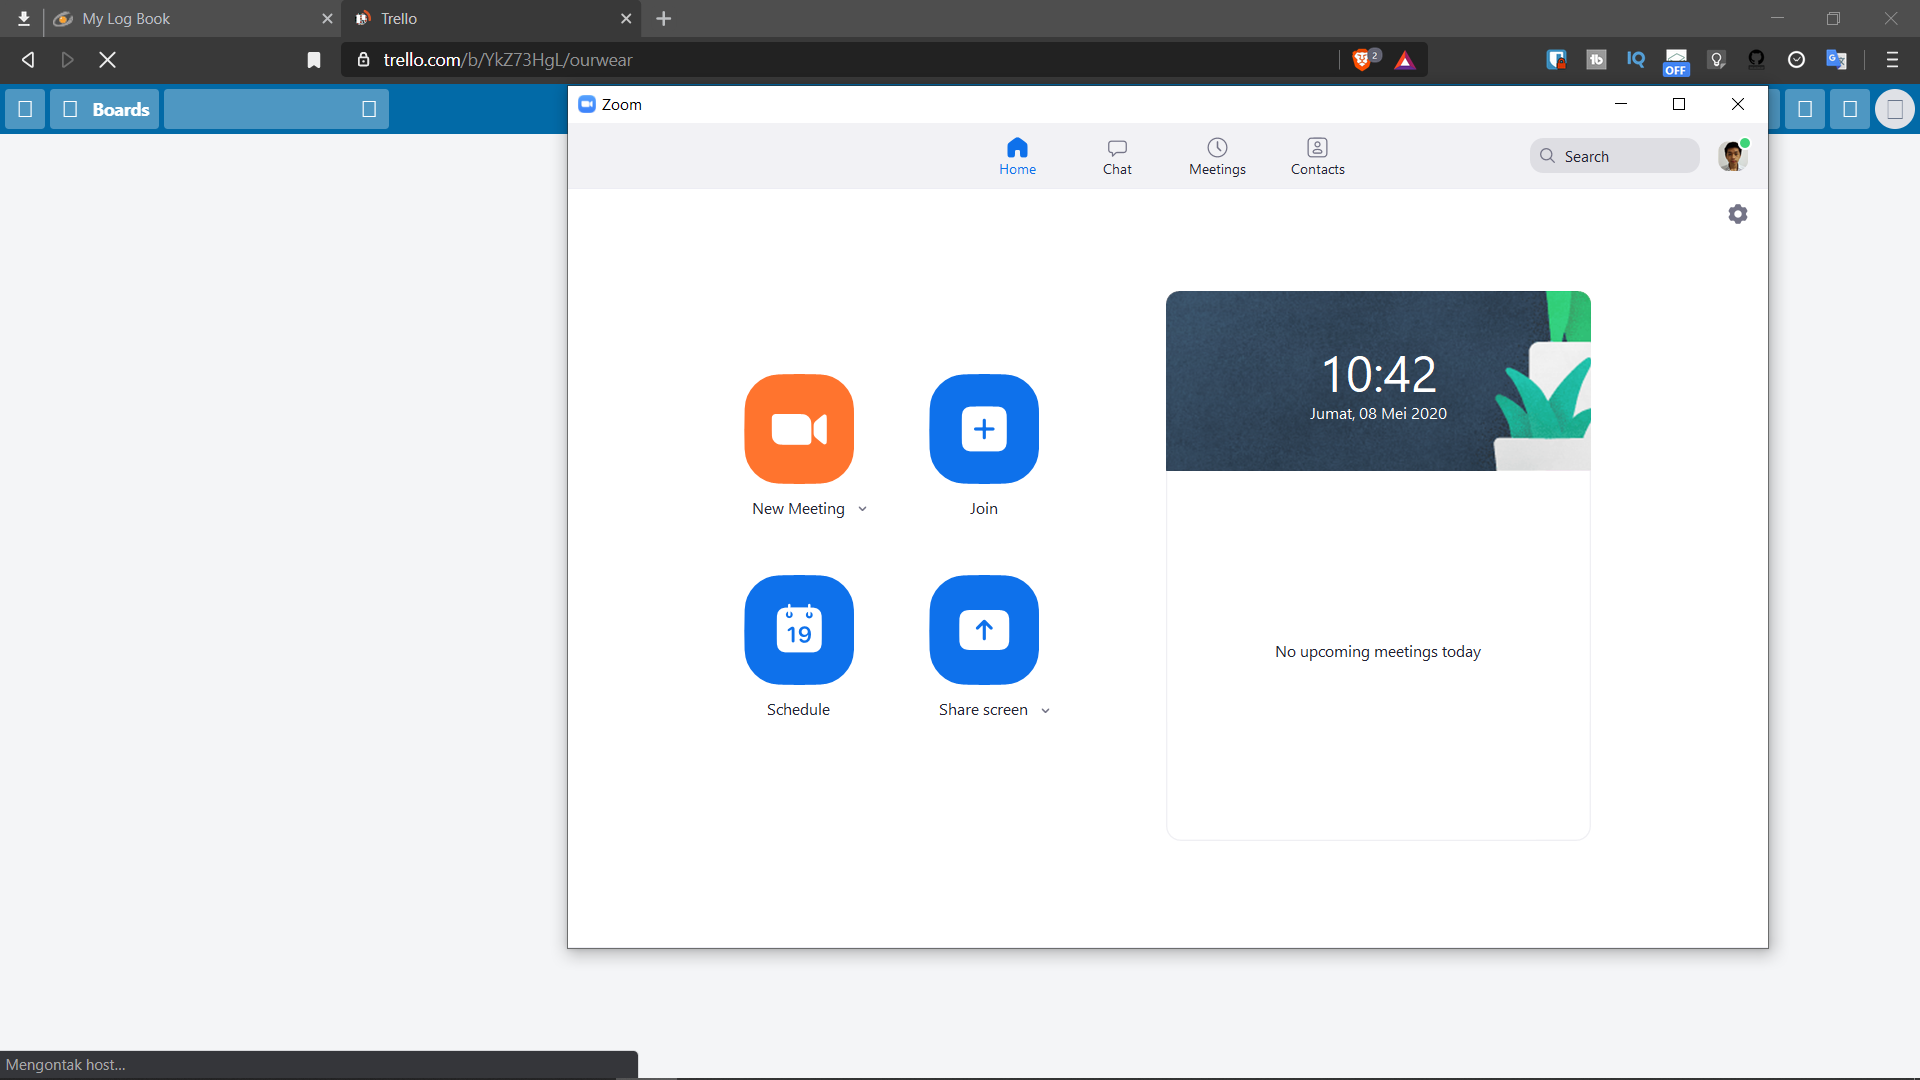 My Log Book
Trello
trello.com/b/YkZ73HgL/ourwear
2
IQ
OFF
Boards
Zoom
Home
Chat
Meetings
Contacts
Search
10:42
Jumat, 08 Mei 2020
New Meeting
Join
19
Schedule
Share screen
No upcoming meetings today
Mengontak host...